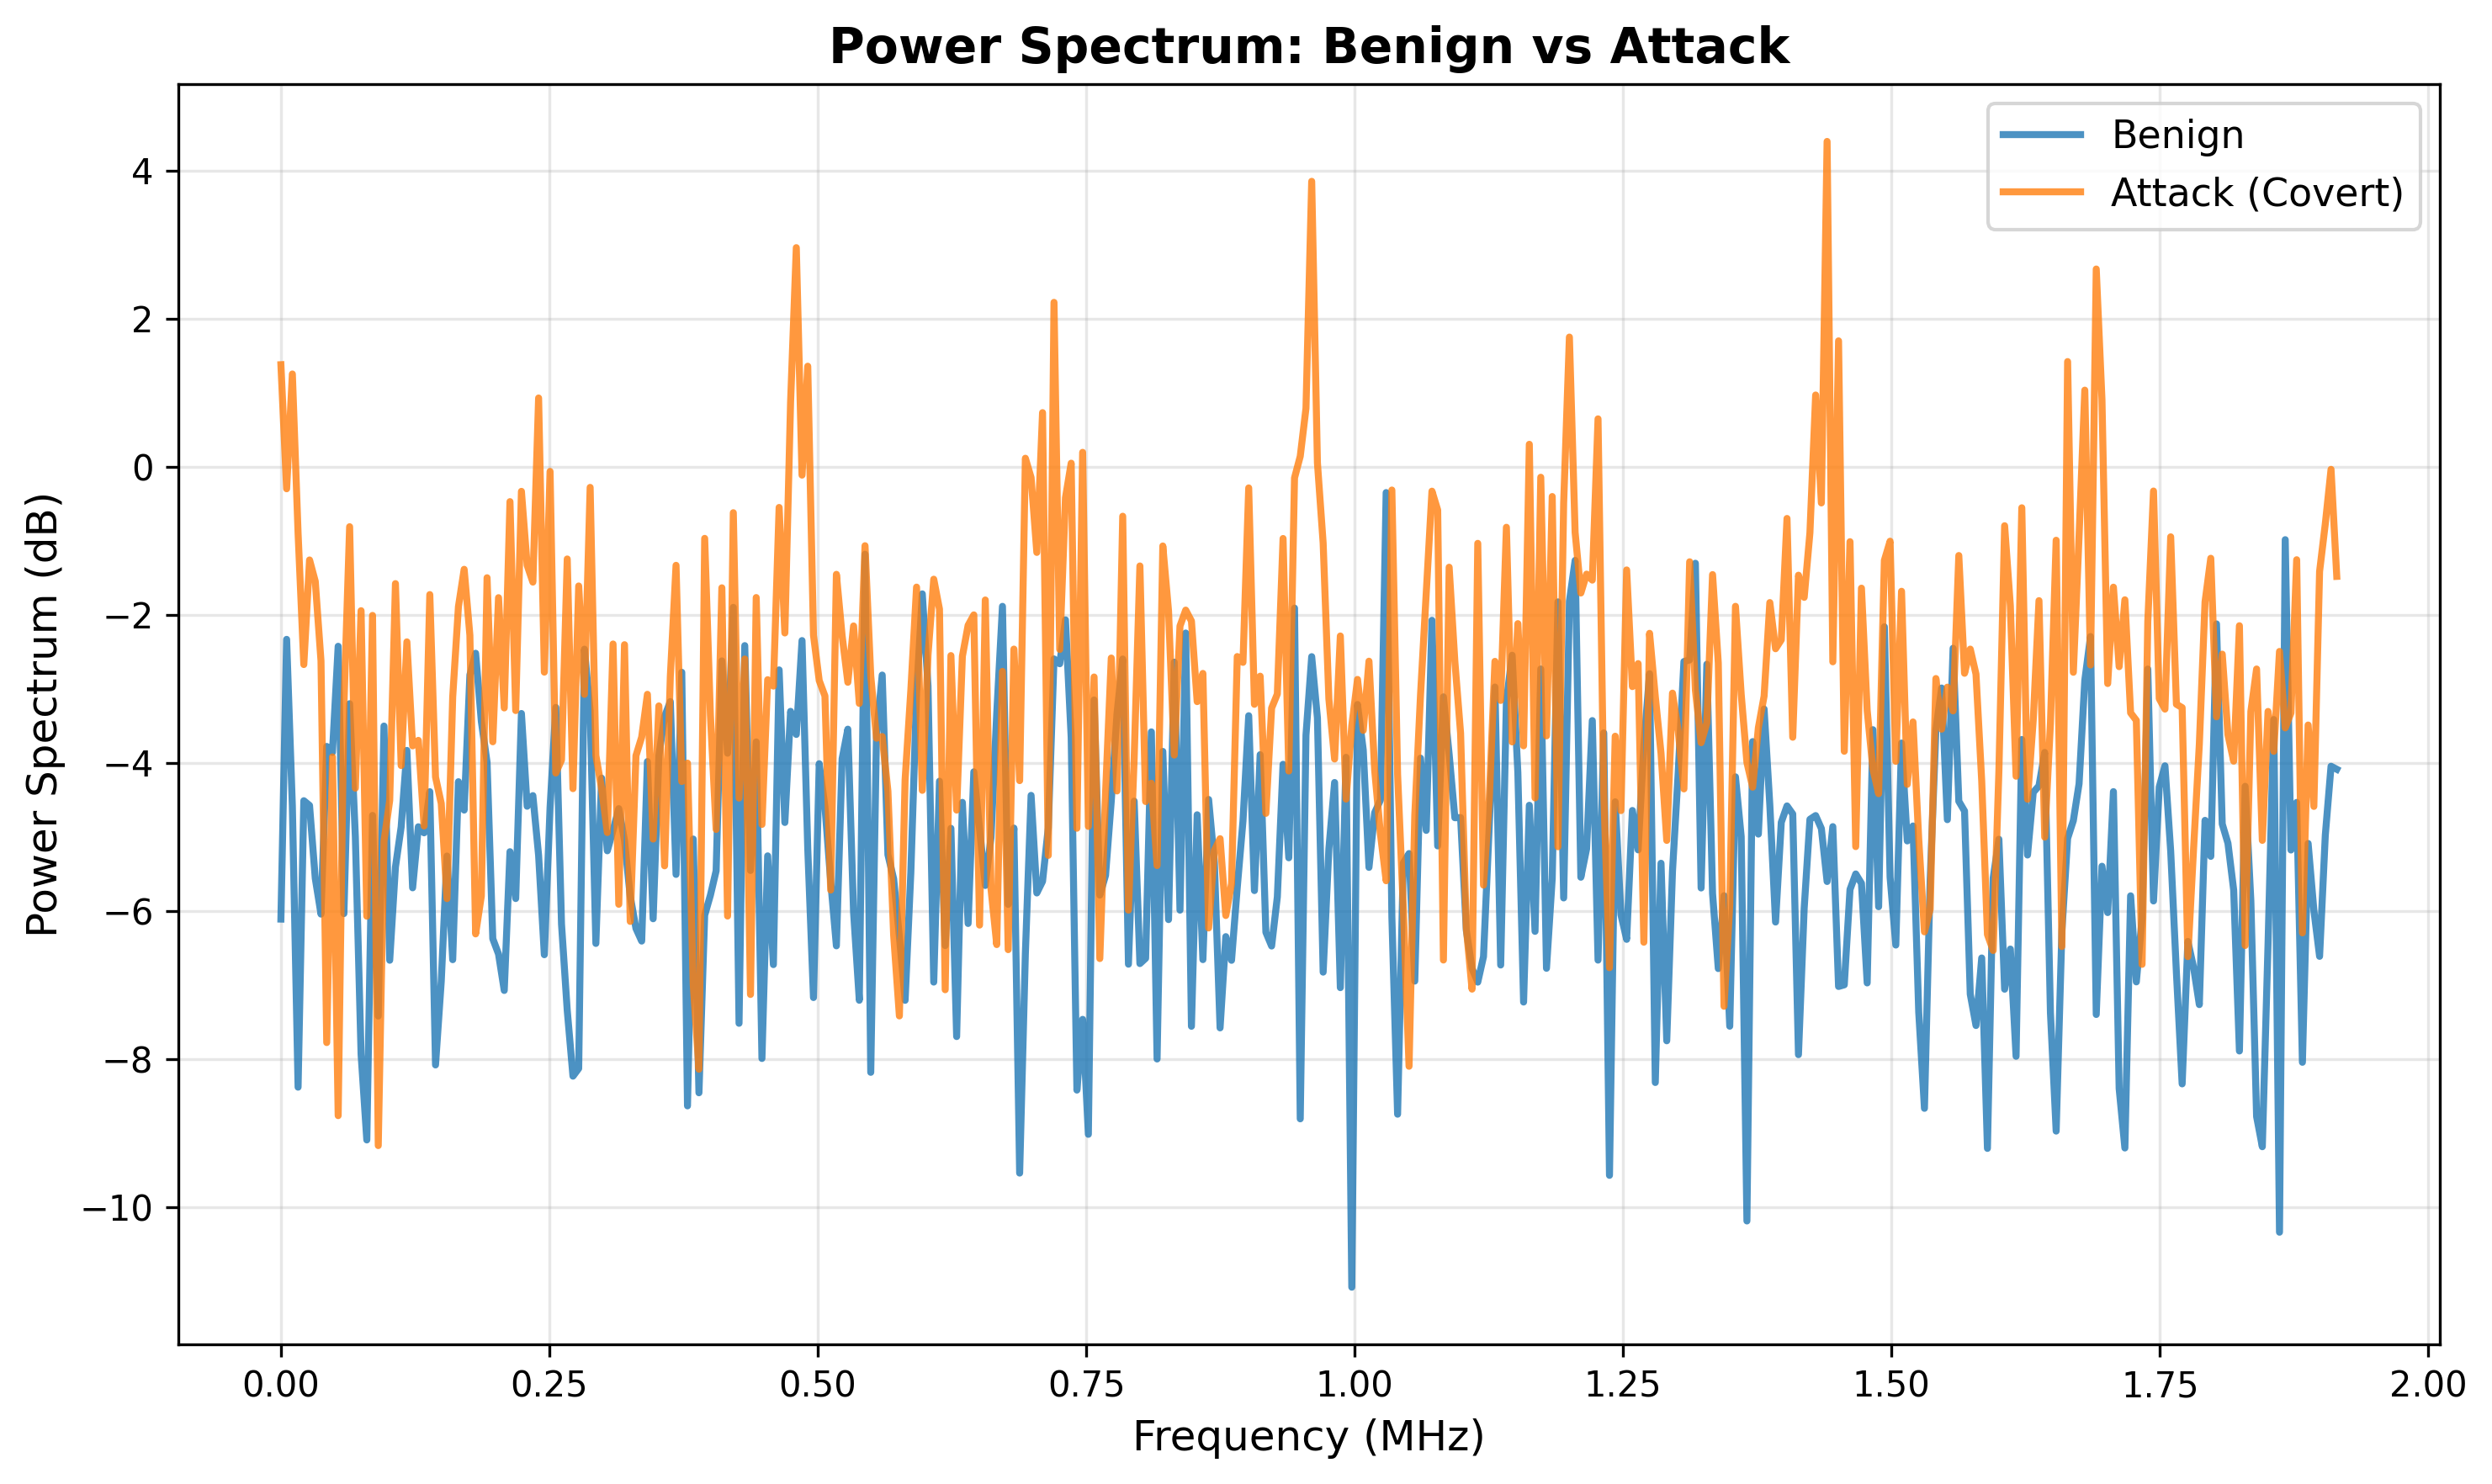 Power Spectrum: Benign vs Attack
Benign
Attack (Covert)
Power Spectrum (dB)
4
2
0
−2
−4
−6
−8
−10
0.00 0.25 0.50 0.75 1.00 1.25 1.50 1.75 2.00
Frequency (MHz)